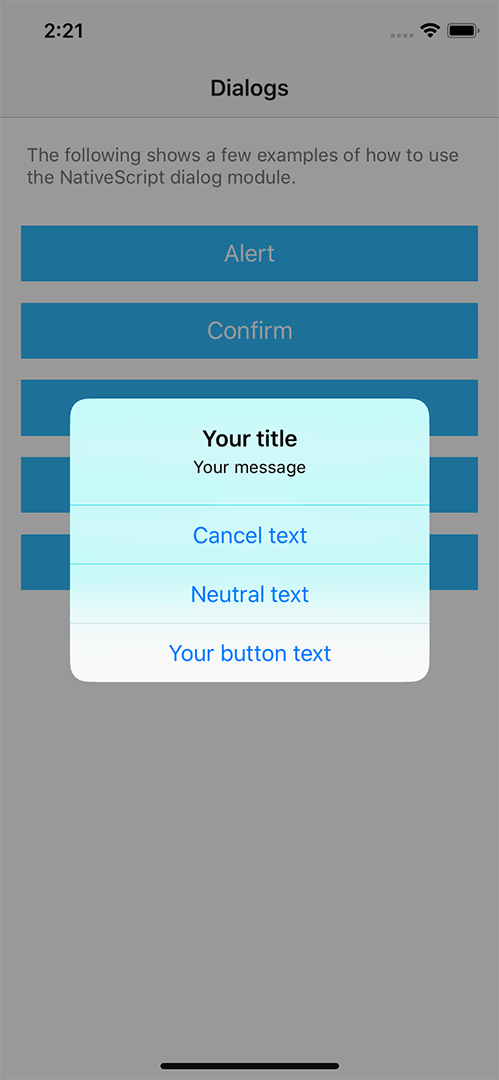 2:21
Dialogs
The following shows a few examples of how to use
the NativeScript dialog module.
Alert
Confirm
Your title
Your message
Cancel text
Neutral text
Your button text